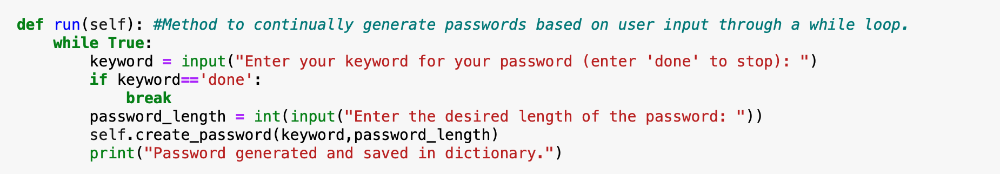 def run(self): #Method to continually generate passwords based on user input through a while loop.
    while True:
        keyword = input("Enter your keyword for your password (enter 'done' to stop): ")
        if keyword=='done':
            break
        password_length = int(input("Enter the desired length of the password: "))
        self.create_password(keyword,password_length)
        print("Password generated and saved in dictionary.")